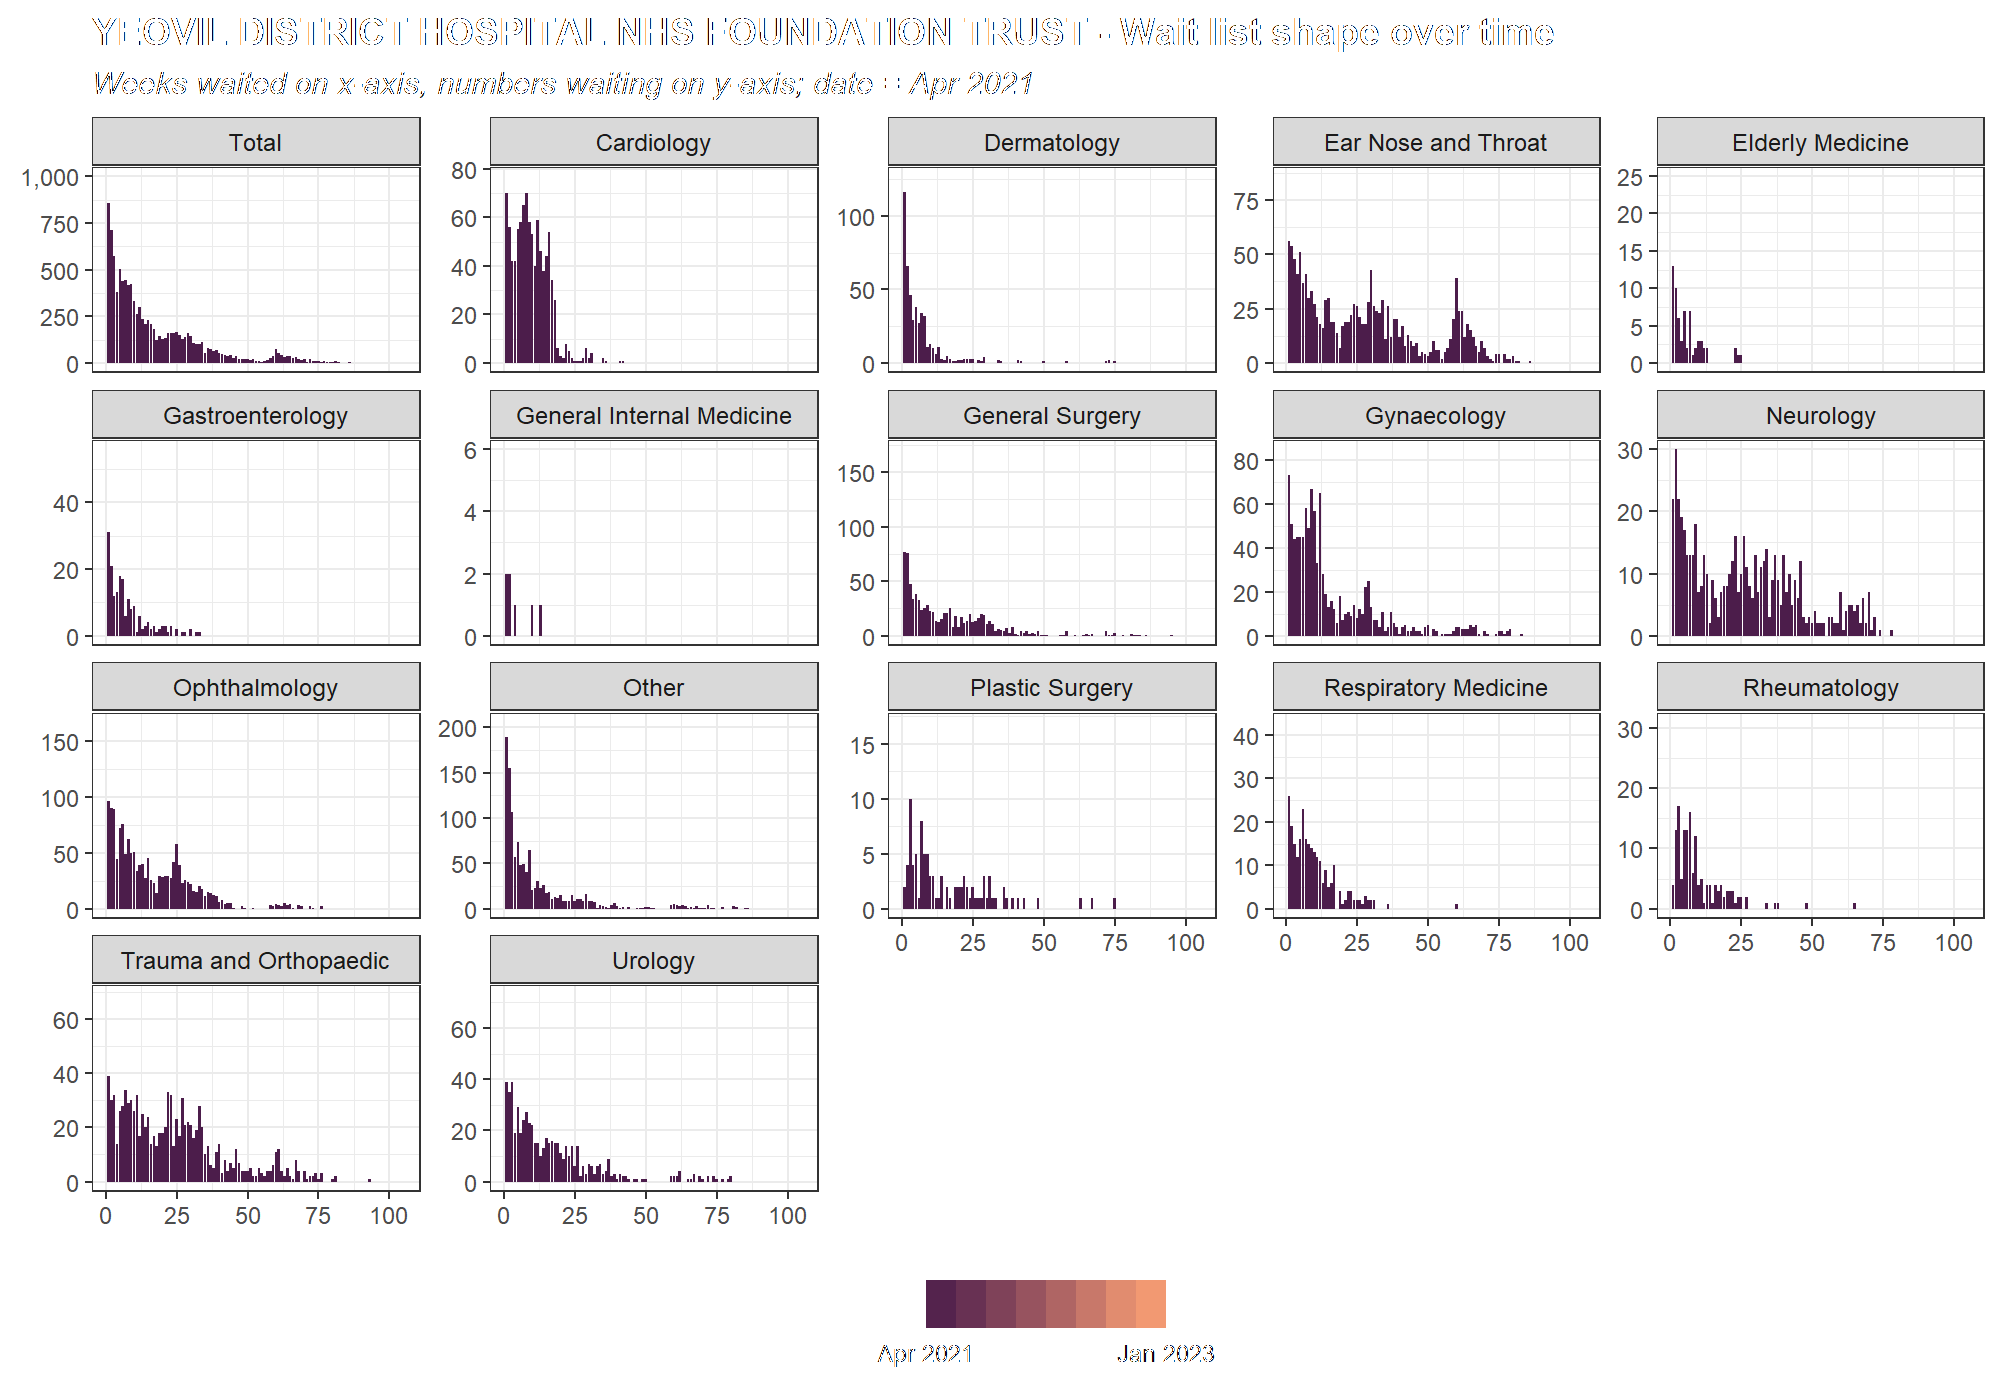 YEOVIL DISTRICT HOSPITAL NHS FOUNDATION TRUST - Wait list shape over time
Weeks waited on x-axis, numbers waiting on y-axis; date = Apr 2021
Total
Cardiology
Dermatology
Ear Nose and Throat
Elderly Medicine
1,000
750
500
250
0
80
60
40
20
0
100
50
0
75
50
25
0
25
20
15
10
5
0
Gastroenterology
General Internal Medicine
General Surgery
Gynaecology
Neurology
40
20
0
6
4
2
0
150
100
50
0
80
60
40
20
0
30
20
10
0
Ophthalmology
Other
Plastic Surgery
Respiratory Medicine
Rheumatology
150
100
50
0
200
150
100
50
0
15
10
5
0
40
30
20
10
0
30
20
10
0
0 25 50 75 100
0 25 50 75 100
0 25 50 75 100
Trauma and Orthopaedic
Urology
60
40
20
0
60
40
20
0
0 25 50 75 100
0 25 50 75 100
Apr 2021
Jan 2023